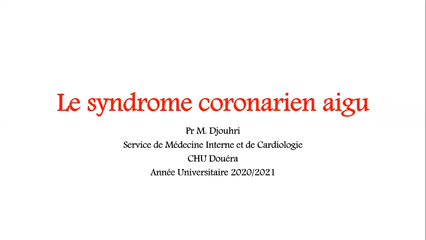 Le syndrome coronarien aigu
Pr M. Djouhri
Service de Médecine Interne et de Cardiologie
CHU Douéra
Année Universitaire 2020/2021